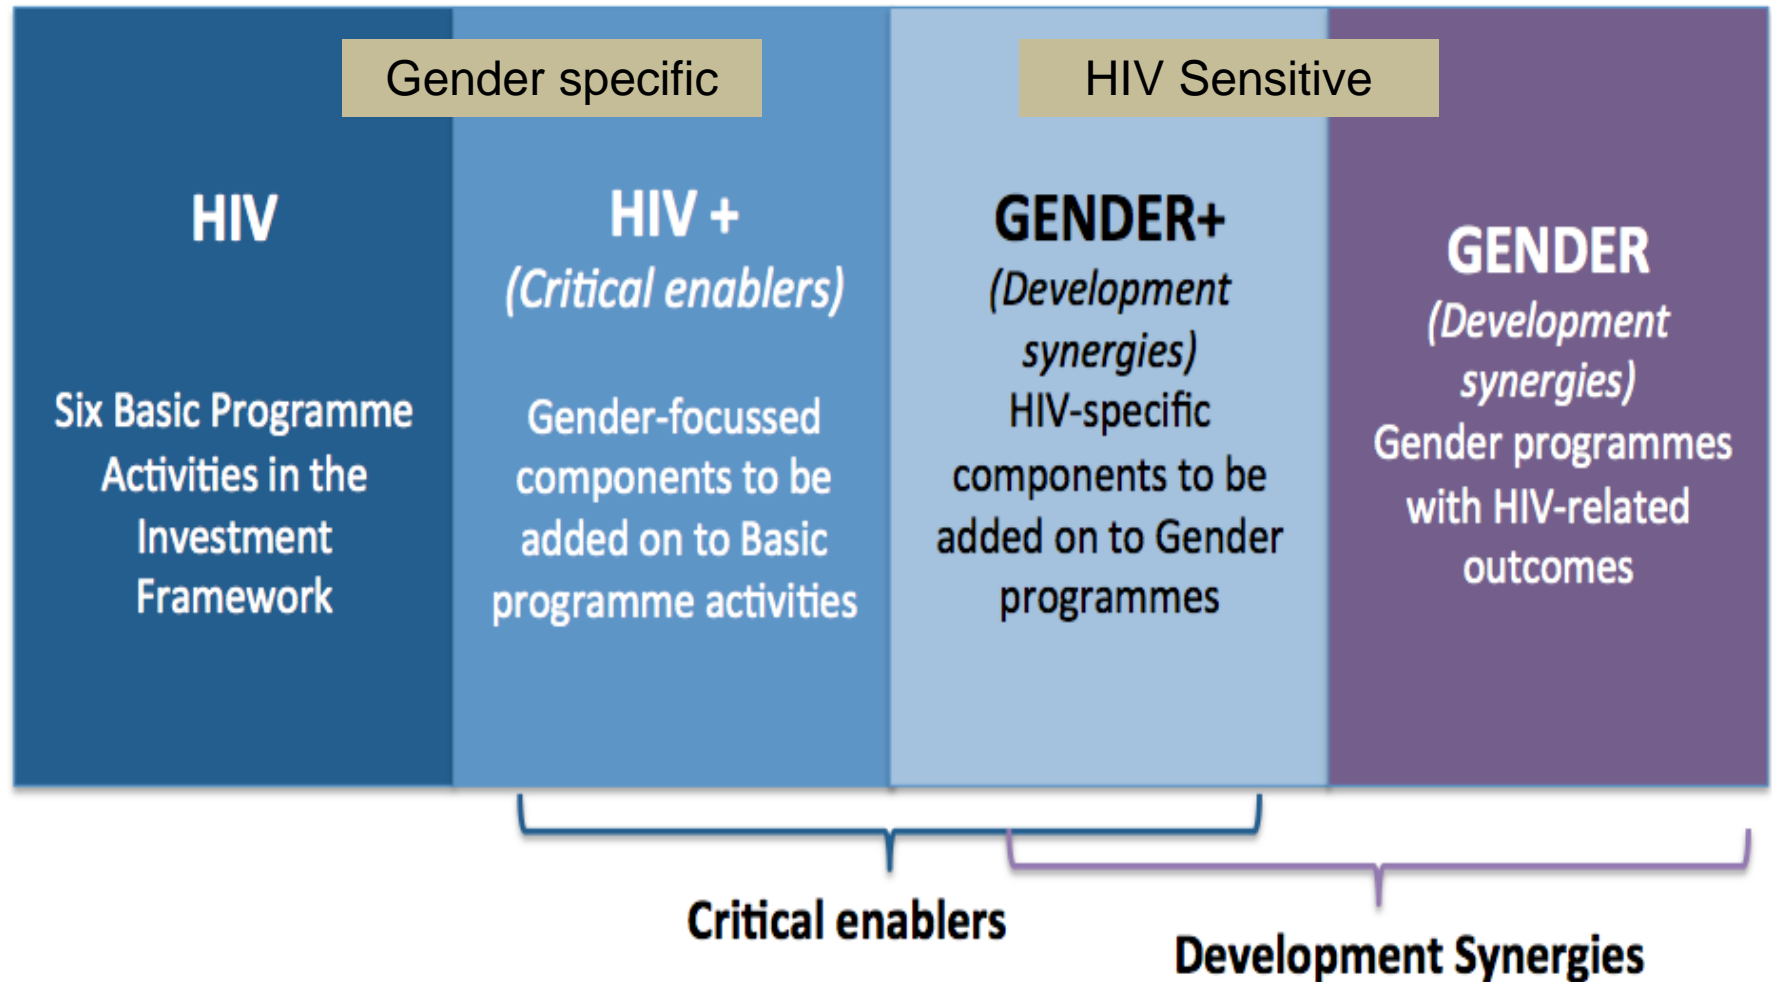 Gender specific
HIV Sensitive
HIV
Six Basic Programme
Activities in the
Investment
Framework
HIV +
(Critical enablers)
Gender-focussed
components to be
added on to Basic
programme activities
GENDER+
(Development
synergies)
HIV-specific
components to be
added on to Gender
programmes
GENDER
(Development
synergies)
Gender programmes
with HIV-related
outcomes
Critical enablers
Development Synergies